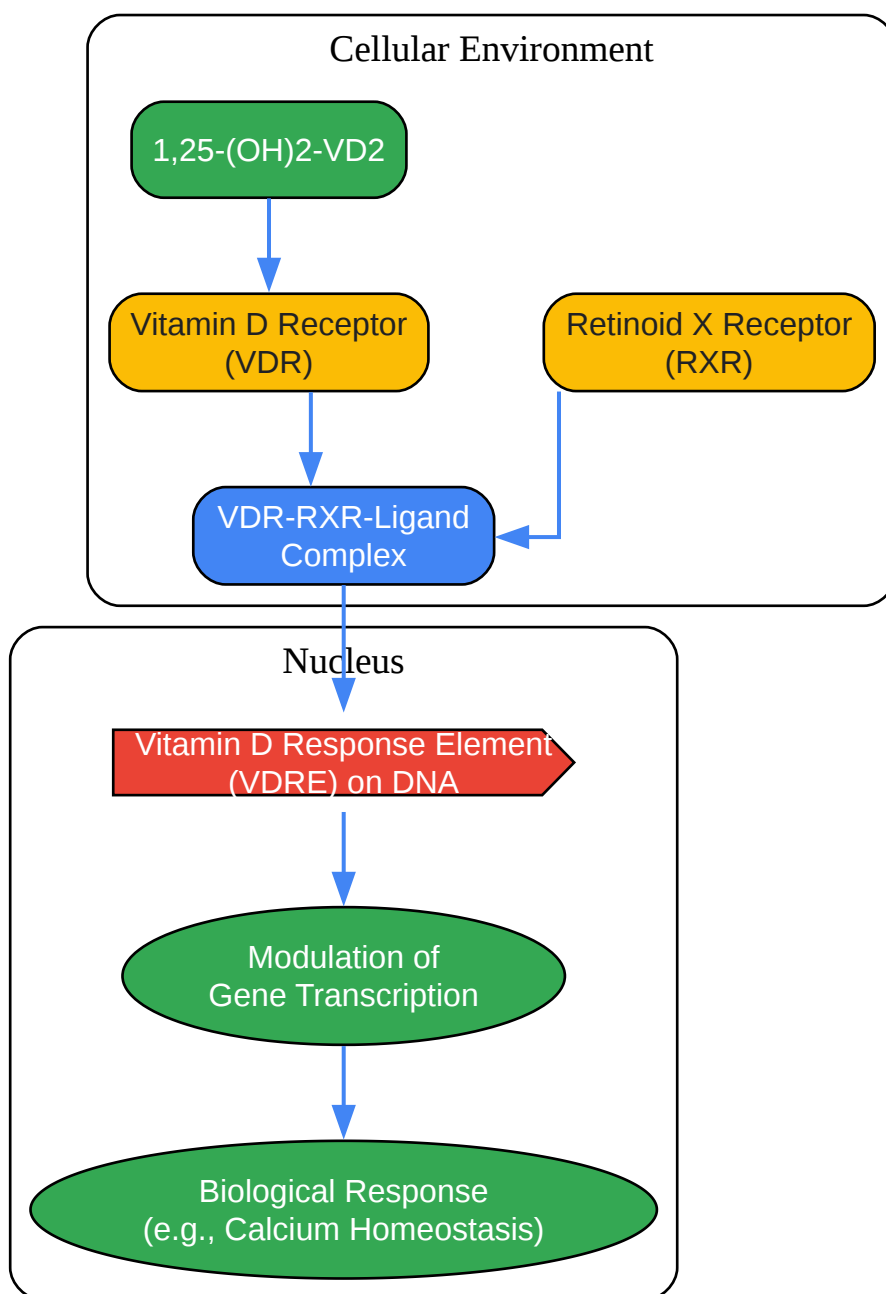 Cellular Environment
1,25-(OH)2-VD2
Vitamin D Receptor
(VDR)
Retinoid X Receptor
(RXR)
VDR-RXR-Ligand
Complex
Nucleus
Vitamin D Response Element
(VDRE) on DNA
Modulation of
Gene Transcription
Biological Response
(e.g., Calcium Homeostasis)